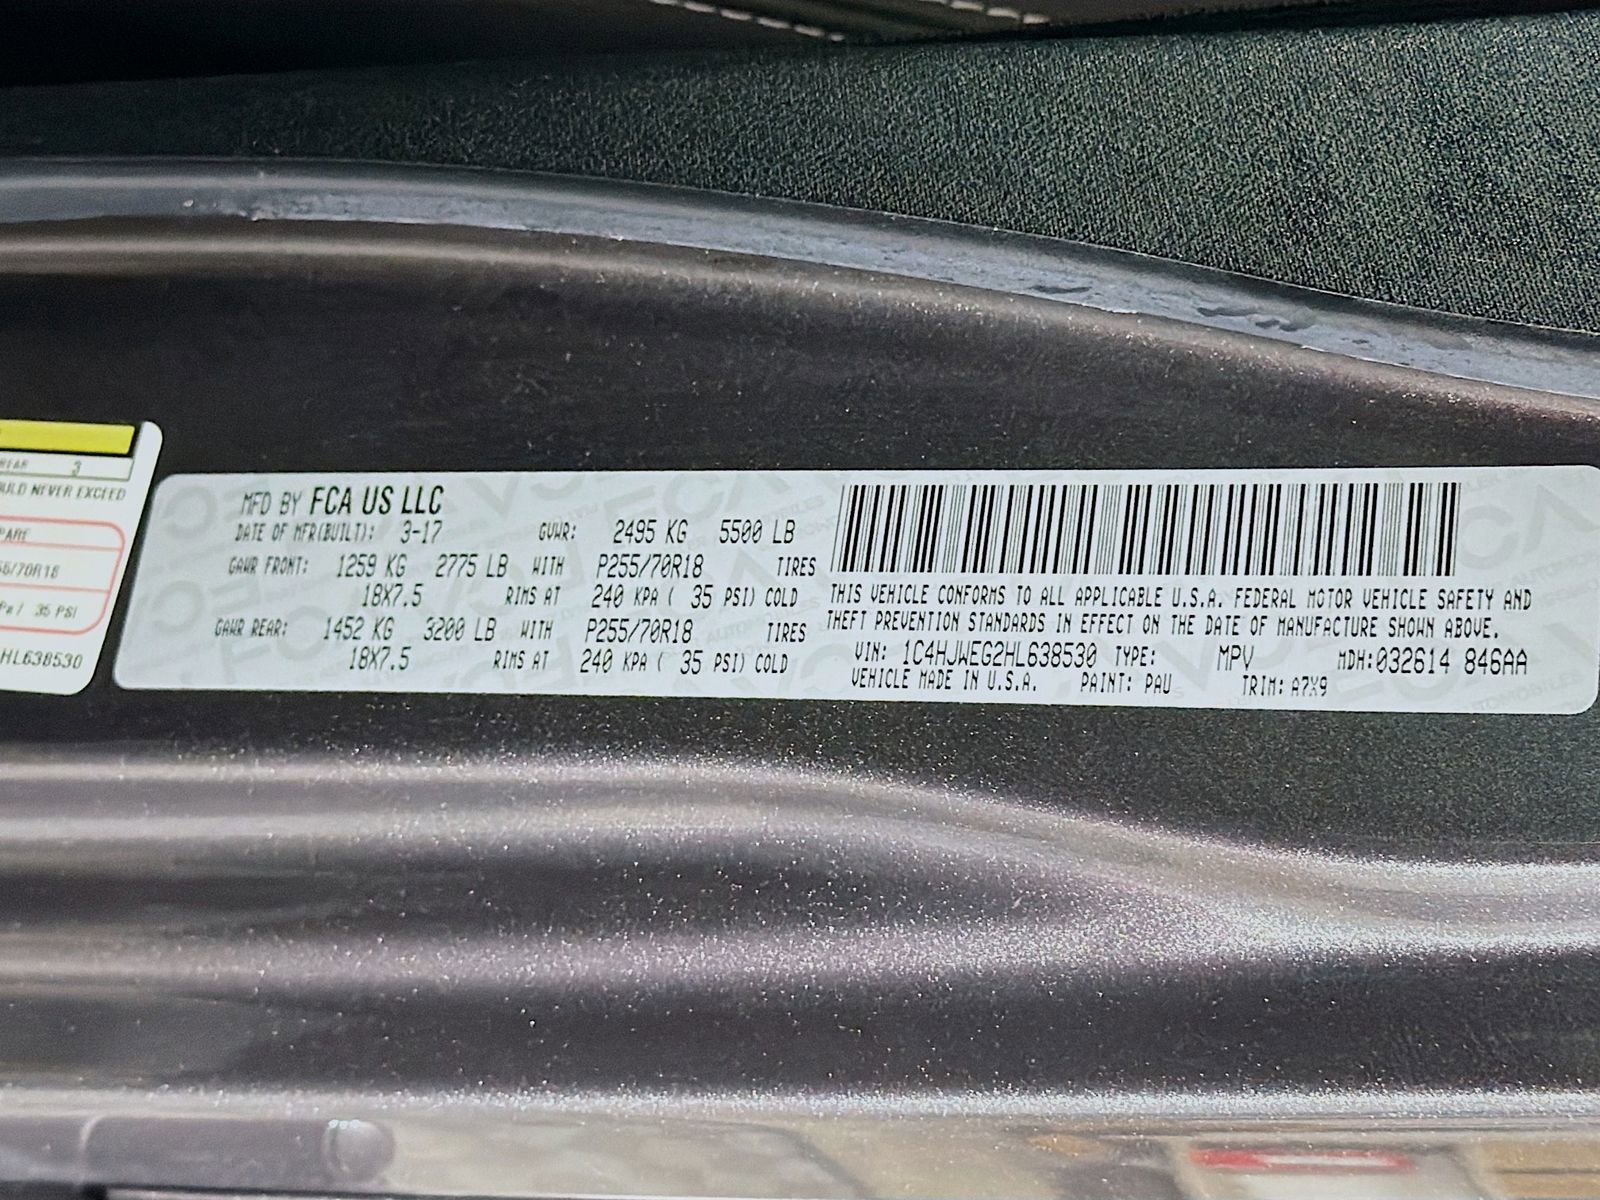 3
ULD NEVER EXCEED
/70R18
35 PSI
HL638530
MFD BY FCA US LLC
DATE OF MFR(BUILT): 3-17 GVWR: 2495 KG 5500 LB
GAWR FRONT: 1259 KG 2775 LB WITH P255/70R18 TIRES
18X7.5 RIMS AT 240 KPA ( 35 PSI) COLD
GAWR REAR: 1452 KG 3200 LB WITH P255/70R18 TIRES
18X7.5 RIMS AT 240 KPA ( 35 PSI) COLD
THIS VEHICLE CONFORMS TO ALL APPLICABLE U.S.A. FEDERAL MOTOR VEHICLE SAFETY AND
THEFT PREVENTION STANDARDS IN EFFECT ON THE DATE OF MANUFACTURE SHOWN ABOVE.
VIN: 1C4HJWEG2HL638530 TYPE: MPV MDH:032614 846AA
VEHICLE MADE IN U.S.A. PAINT: PAU TRIM: A7X9